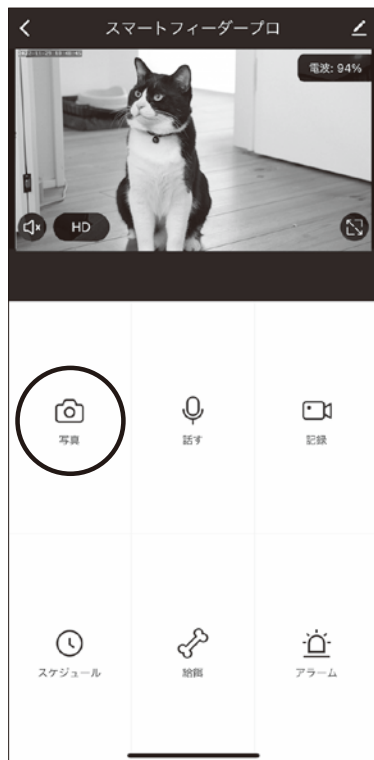 スマートフィーダープロ
電波: 94%
HD
写真
話す
記録
スケジュール
給餌
アラーム